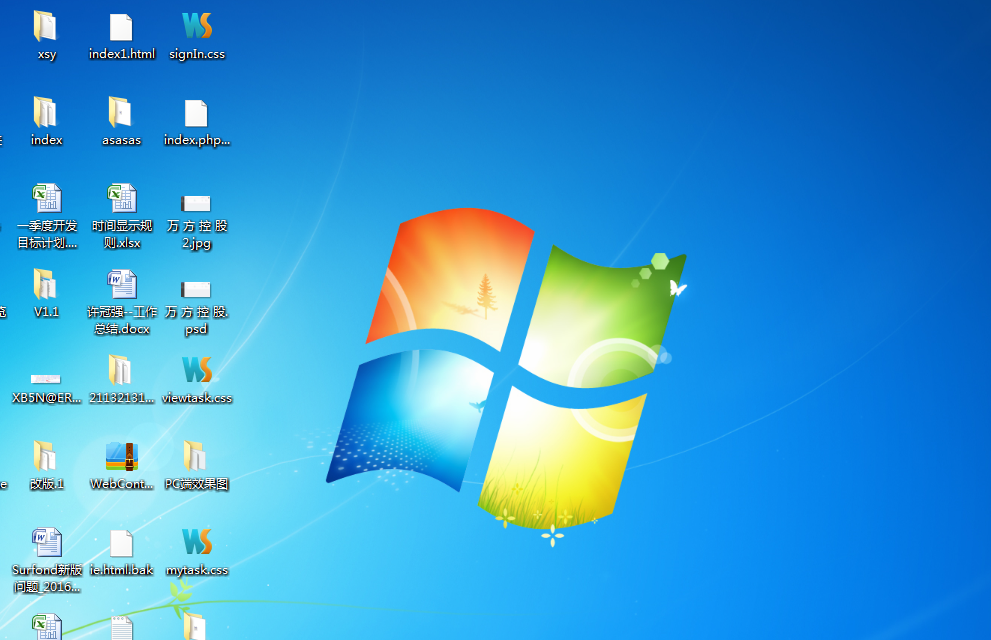 xsy
index1.html
signIn.css
index
asasas
index.php...
一季度开发
目标计划....
时间显示规
则.xlsx
万 方 控 股
2.jpg
V1.1
许冠强--工作
总结.docx
万 方 控 股.
psd
XB5N@ER...
21132131...
viewtask.css
改版.1
WebCont...
PC端效果图
Surfond新版
问题_2016...
ie.html.bak
mytask.css